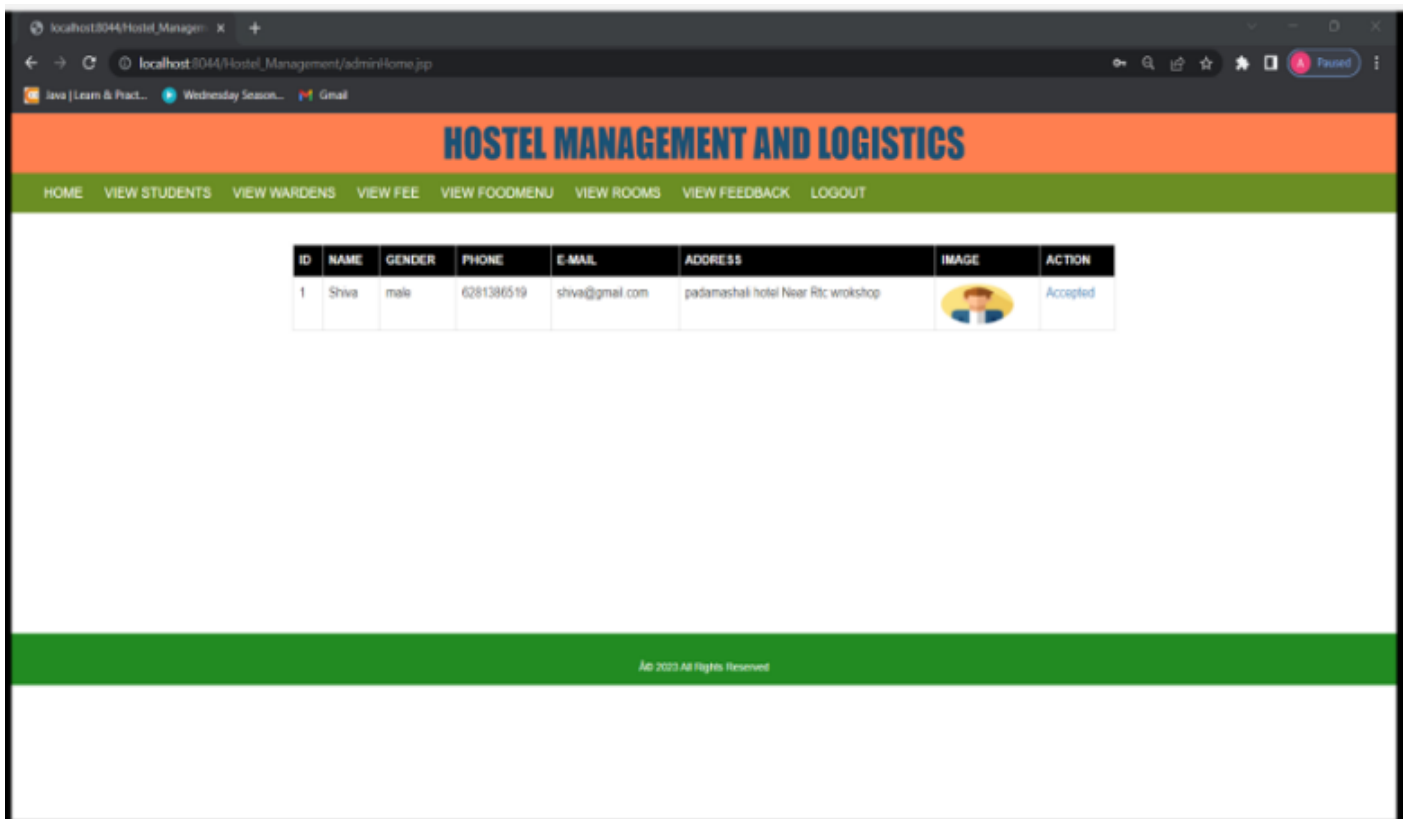 localhost:8044/Hostel_Manageme
localhost:8044/Hostel_Management/adminHome.jsp
Paused
Java | Learn & Pract... Wednesday Season... Gmail
HOSTEL MANAGEMENT AND LOGISTICS
HOME VIEW STUDENTS VIEW WARDENS VIEW FEE VIEW FOODMENU VIEW ROOMS VIEW FEEDBACK LOGOUT
ID NAME GENDER PHONE E-MAIL ADDRESS IMAGE ACTION
1 Shiva male 6281386519 shiva@gmail.com padamashali hotel Near Rtc wrokshop Accepted
Â© 2023 All Rights Reserved